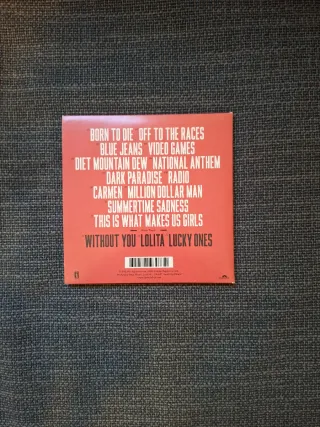 BORN TO DIE OFF TO THE RACES
BLUE JEANS VIDEO GAMES
DIET MOUNTAIN DEW NATIONAL ANTHEM
DARK PARADISE RADIO
CARMEN MILLION DOLLAR MAN
SUMMERTIME SADNESS
THIS IS WHAT MAKES US GIRLS
WITHOUT YOU LOLITA LUCKY ONES